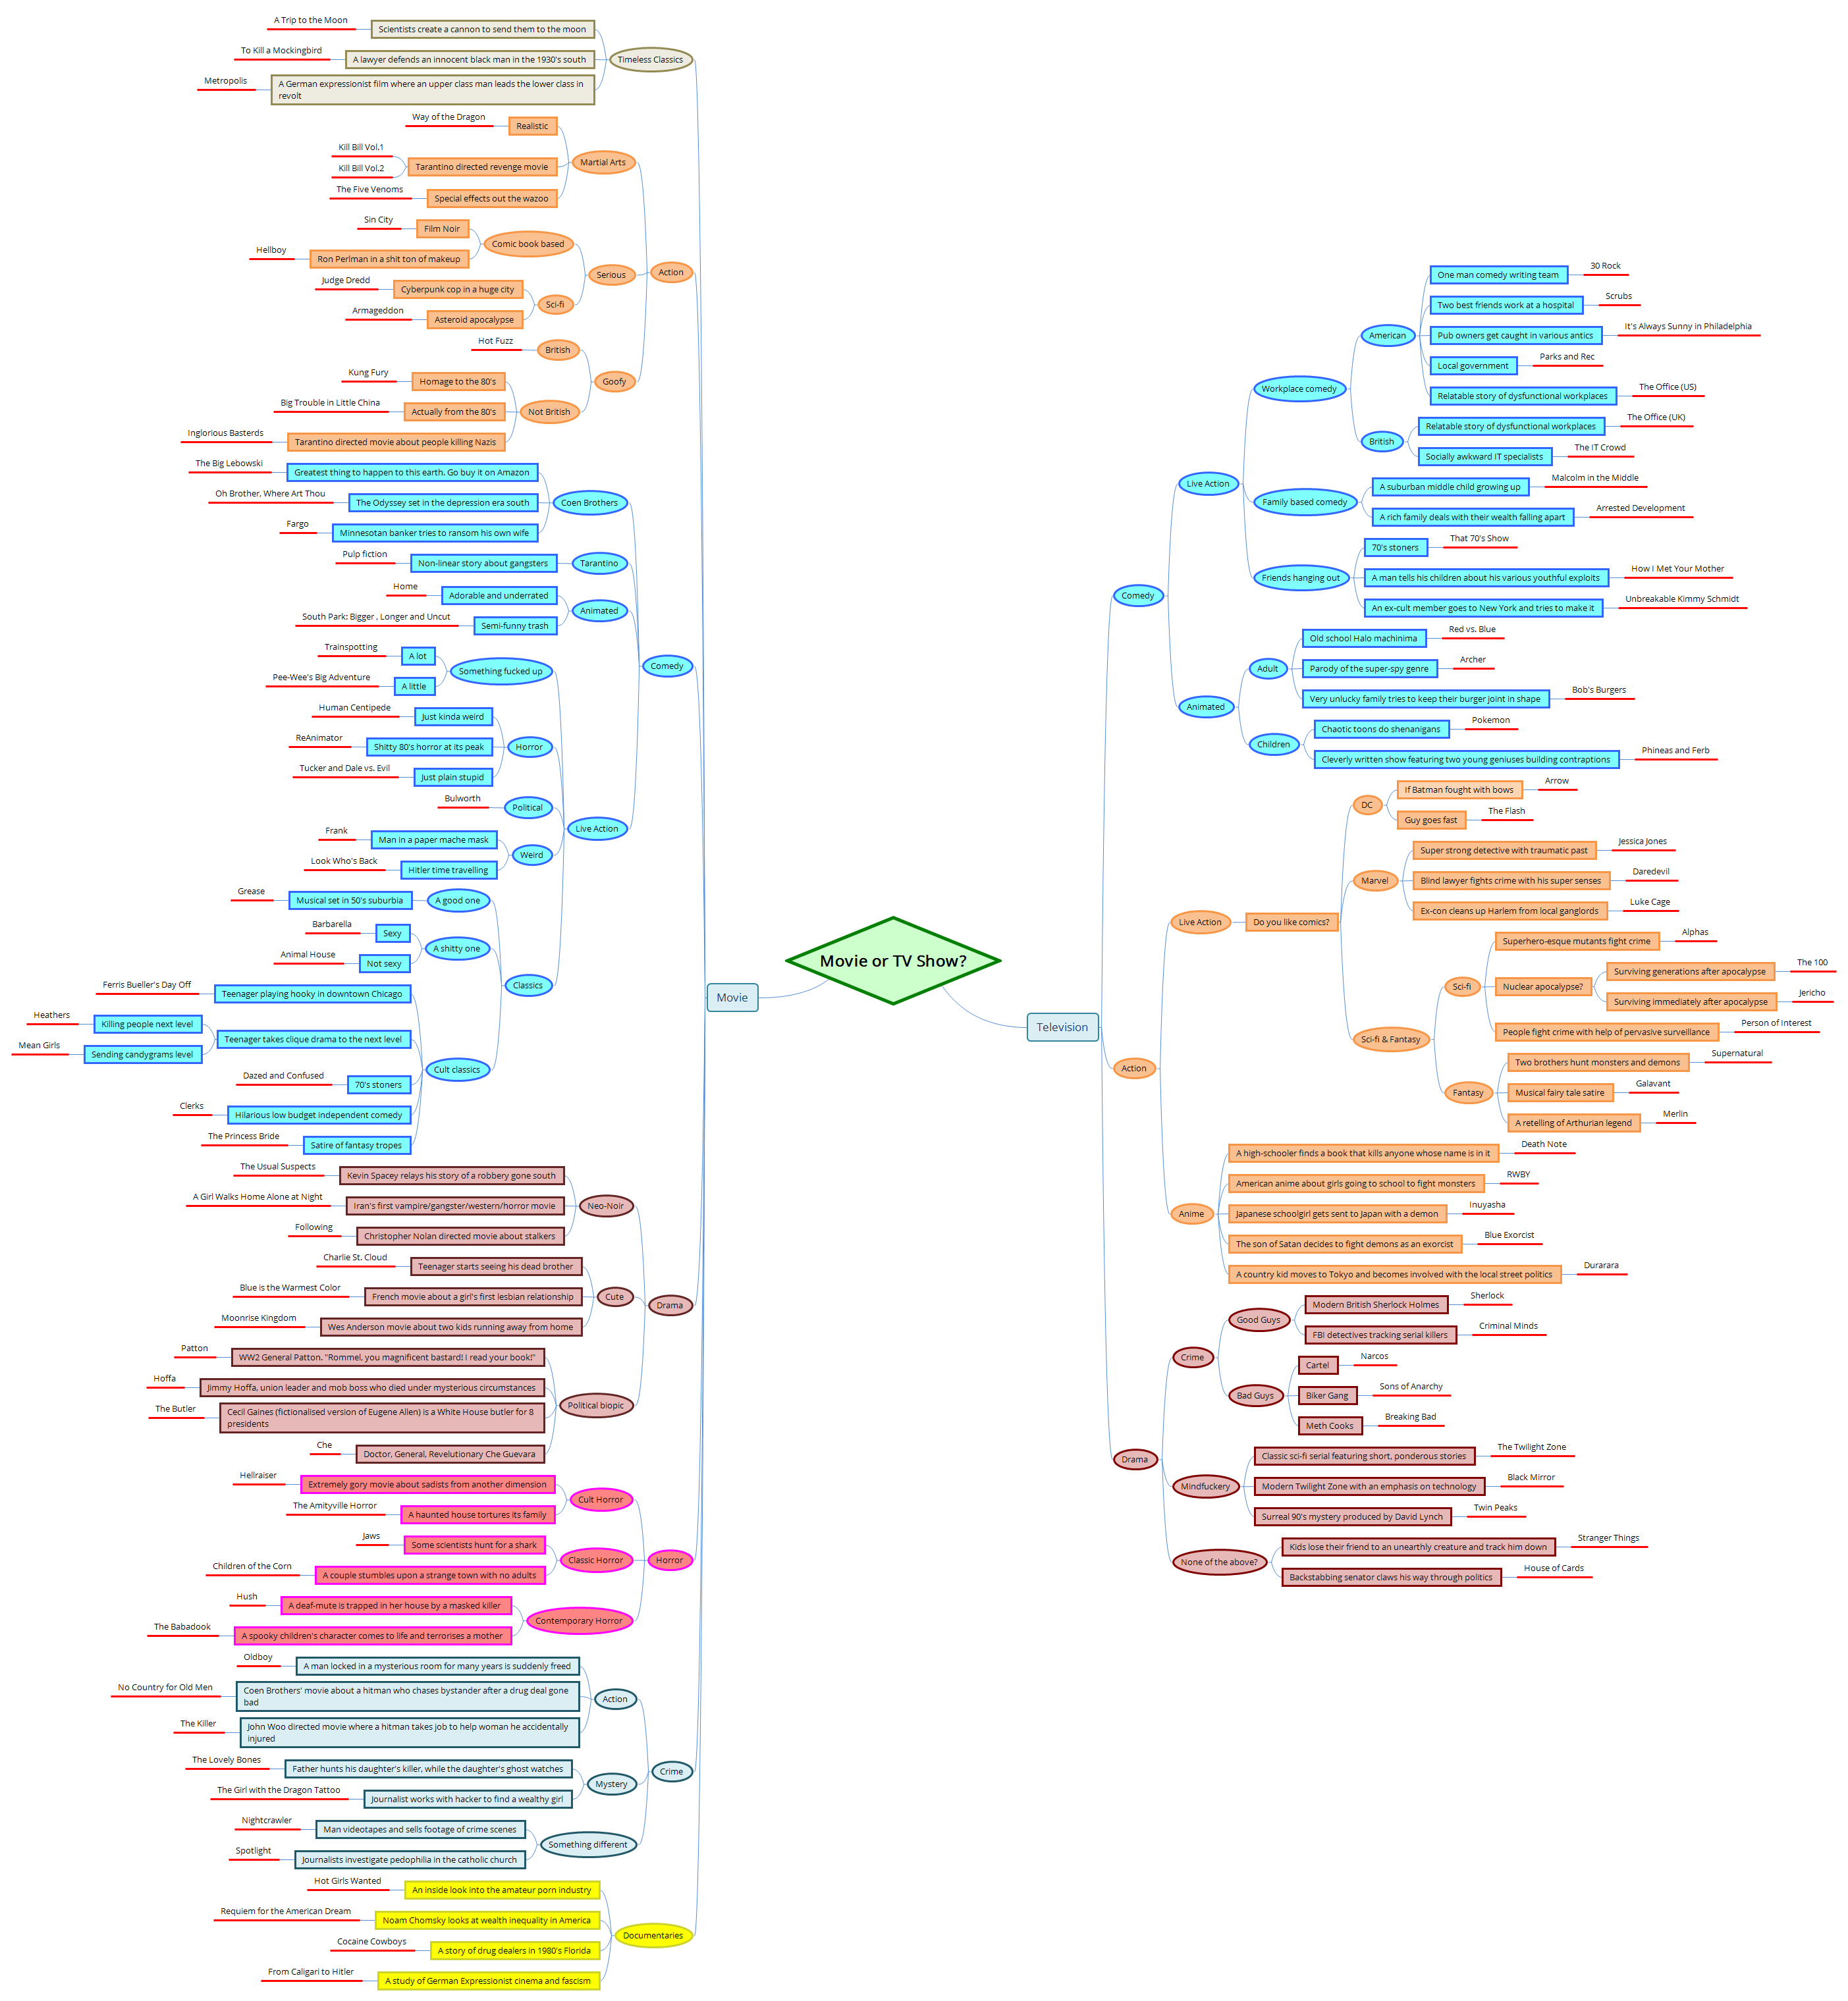 A Trip to the Moon
Scientists create a cannon to send them to the moon
To Kill a Mockingbird
A lawyer defends an innocent black man in the 1930's south
Timeless Classics
Metropolis
A German expressionist film where an upper class man leads the lower class in
revolt
Way of the Dragon
Realistic
Kill Bill Vol.1
Kill Bill Vol.2
Tarantino directed revenge movie
Martial Arts
The Five Venoms
Special effects out the wazoo
Sin City
Film Noir
Comic book based
Hellboy
Ron Perlman in a shit ton of makeup
Serious
Action
Judge Dredd
Cyberpunk cop in a huge city
Sci-fi
Armageddon
Asteroid apocalypse
Hot Fuzz
British
Goofy
Kung Fury
Homage to the 80's
Big Trouble in Little China
Actually from the 80's
Not British
Inglorious Basterds
Tarantino directed movie about people killing Nazis
The Big Lebowski
Greatest thing to happen to this earth. Go buy it on Amazon
Oh Brother, Where Art Thou
The Odyssey set in the depression era south
Coen Brothers
Fargo
Minnesotan banker tries to ransom his own wife
Pulp fiction
Non-linear story about gangsters
Tarantino
Home
Adorable and underrated
Animated
South Park: Bigger , Longer and Uncut
Semi-funny trash
Comedy
Trainspotting
A lot
Something fucked up
Pee-Wee's Big Adventure
A little
Human Centipede
Just kinda weird
ReAnimator
Shitty 80's horror at its peak
Horror
Tucker and Dale vs. Evil
Just plain stupid
Bulworth
Political
Live Action
Frank
Man in a paper mache mask
Weird
Look Who's Back
Hitler time travelling
Grease
Musical set in 50's suburbia
A good one
Barbarella
Sexy
A shitty one
Animal House
Not sexy
Classics
Ferris Bueller's Day Off
Teenager playing hooky in downtown Chicago
Heathers
Killing people next level
Teenager takes clique drama to the next level
Mean Girls
Sending candygrams level
Cult classics
Dazed and Confused
70's stoners
Clerks
Hilarious low budget independent comedy
The Princess Bride
Satire of fantasy tropes
The Usual Suspects
Kevin Spacey relays his story of a robbery gone south
A Girl Walks Home Alone at Night
Iran's first vampire/gangster/western/horror movie
Neo-Noir
Following
Christopher Nolan directed movie about stalkers
Charlie St. Cloud
Teenager starts seeing his dead brother
Blue is the Warmest Color
French movie about a girl's first lesbian relationship
Cute
Drama
Moonrise Kingdom
Wes Anderson movie about two kids running away from home
Patton
WW2 General Patton. "Rommel, you magnificent bastard! I read your book!"
Hoffa
Jimmy Hoffa, union leader and mob boss who died under mysterious circumstances
Political biopic
The Butler
Cecil Gaines (fictionalised version of Eugene Allen) is a White House butler for 8
presidents
Che
Doctor, General, Revelutionary Che Guevara
Hellraiser
Extremely gory movie about sadists from another dimension
Cult Horror
The Amityville Horror
A haunted house tortures its family
Jaws
Some scientists hunt for a shark
Classic Horror
Horror
Children of the Corn
A couple stumbles upon a strange town with no adults
Hush
A deaf-mute is trapped in her house by a masked killer
Contemporary Horror
The Babadook
A spooky children's character comes to life and terrorises a mother
Oldboy
A man locked in a mysterious room for many years is suddenly freed
No Country for Old Men
Coen Brothers' movie about a hitman who chases bystander after a drug deal gone
bad
Action
The Killer
John Woo directed movie where a hitman takes job to help woman he accidentally
injured
Crime
The Lovely Bones
Father hunts his daughter's killer, while the daughter's ghost watches
Mystery
The Girl with the Dragon Tattoo
Journalist works with hacker to find a wealthy girl
Nightcrawler
Man videotapes and sells footage of crime scenes
Something different
Spotlight
Journalists investigate pedophilia in the catholic church
Hot Girls Wanted
An inside look into the amateur porn industry
Requiem for the American Dream
Noam Chomsky looks at wealth inequality in America
Documentaries
Cocaine Cowboys
A story of drug dealers in 1980's Florida
From Caligari to Hitler
A study of German Expressionist cinema and fascism
Movie
Movie or TV Show?
Television
One man comedy writing team
30 Rock
Two best friends work at a hospital
Scrubs
American
Pub owners get caught in various antics
It's Always Sunny in Philadelphia
Local government
Parks and Rec
Workplace comedy
Relatable story of dysfunctional workplaces
The Office (US)
British
Relatable story of dysfunctional workplaces
The Office (UK)
Socially awkward IT specialists
The IT Crowd
Live Action
Family based comedy
A suburban middle child growing up
Malcolm in the Middle
A rich family deals with their wealth falling apart
Arrested Development
Friends hanging out
70's stoners
That 70's Show
A man tells his children about his various youthful exploits
How I Met Your Mother
An ex-cult member goes to New York and tries to make it
Unbreakable Kimmy Schmidt
Comedy
Adult
Old school Halo machinima
Red vs. Blue
Parody of the super-spy genre
Archer
Very unlucky family tries to keep their burger joint in shape
Bob's Burgers
Animated
Children
Chaotic toons do shenanigans
Pokemon
Cleverly written show featuring two young geniuses building contraptions
Phineas and Ferb
DC
If Batman fought with bows
Arrow
Guy goes fast
The Flash
Marvel
Super strong detective with traumatic past
Jessica Jones
Blind lawyer fights crime with his super senses
Daredevil
Ex-con cleans up Harlem from local ganglords
Luke Cage
Live Action
Do you like comics?
Superhero-esque mutants fight crime
Alphas
Sci-fi
Nuclear apocalypse?
Surviving generations after apocalypse
The 100
Surviving immediately after apocalypse
Jericho
People fight crime with help of pervasive surveillance
Person of Interest
Sci-fi & Fantasy
Action
Fantasy
Two brothers hunt monsters and demons
Supernatural
Musical fairy tale satire
Galavant
A retelling of Arthurian legend
Merlin
Anime
A high-schooler finds a book that kills anyone whose name is in it
Death Note
American anime about girls going to school to fight monsters
RWBY
Japanese schoolgirl gets sent to Japan with a demon
Inuyasha
The son of Satan decides to fight demons as an exorcist
Blue Exorcist
A country kid moves to Tokyo and becomes involved with the local street politics
Durarara
Good Guys
Modern British Sherlock Holmes
Sherlock
FBI detectives tracking serial killers
Criminal Minds
Crime
Bad Guys
Cartel
Narcos
Biker Gang
Sons of Anarchy
Meth Cooks
Breaking Bad
Drama
Mindfuckery
Classic sci-fi serial featuring short, ponderous stories
The Twilight Zone
Modern Twilight Zone with an emphasis on technology
Black Mirror
Surreal 90's mystery produced by David Lynch
Twin Peaks
None of the above?
Kids lose their friend to an unearthly creature and track him down
Stranger Things
Backstabbing senator claws his way through politics
House of Cards